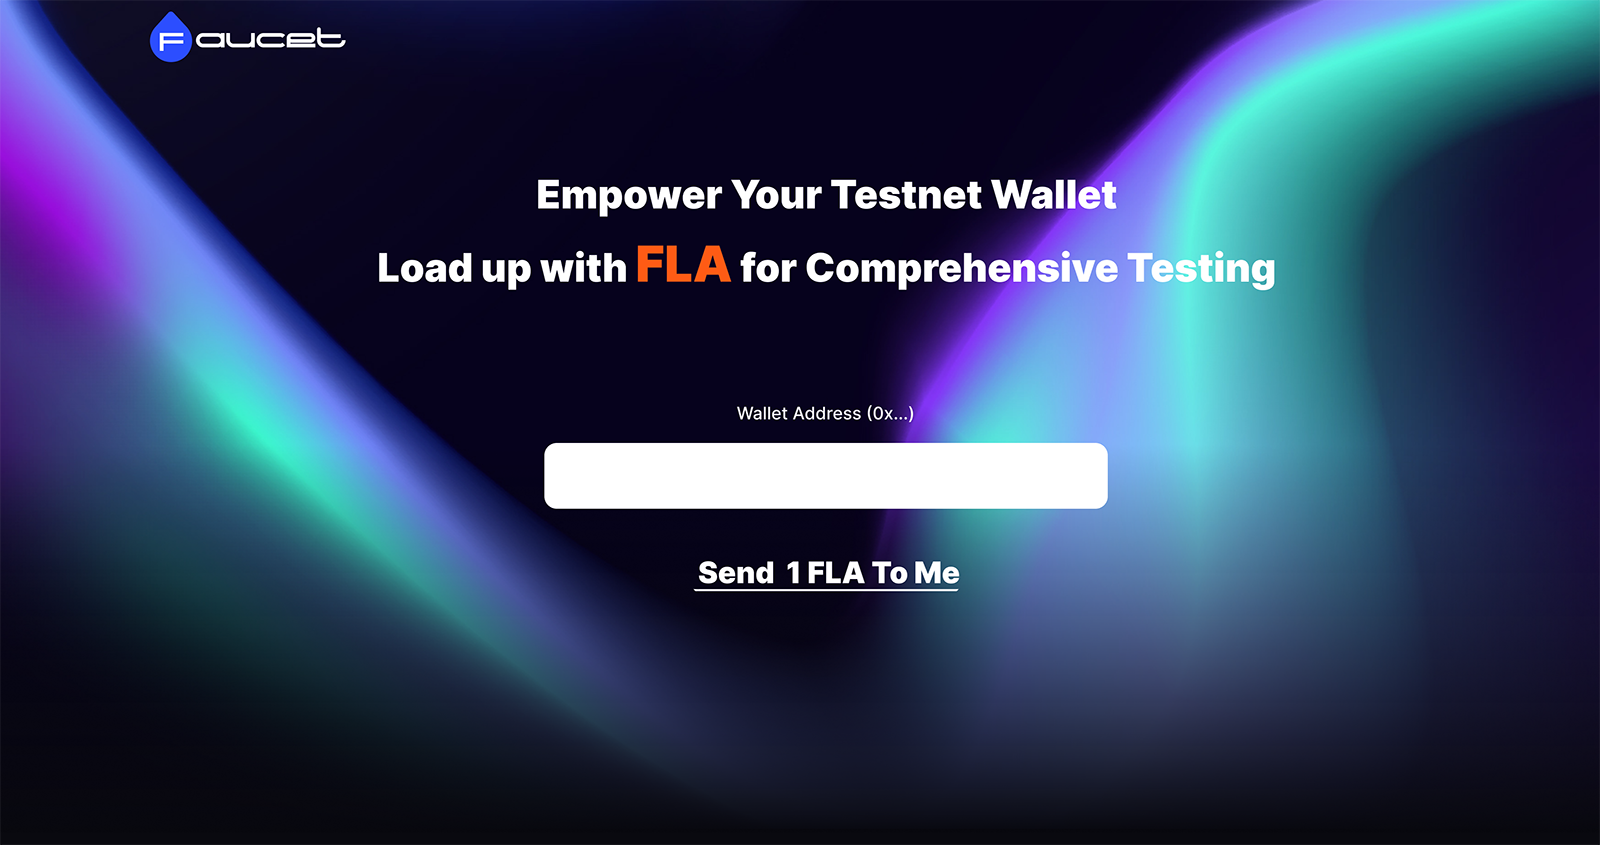 Faucet
Empower Your Testnet Wallet
Load up with FLA for Comprehensive Testing
Wallet Address (0x...)
Send 1 FLA To Me